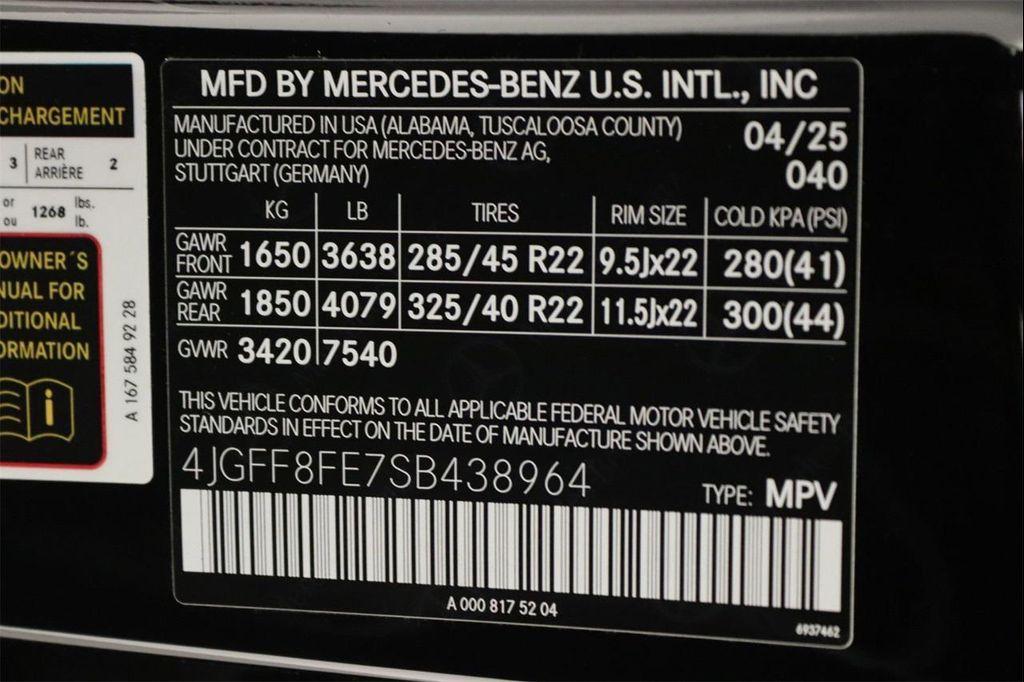 ON
CHARGEMENT
3 REAR 2
ARRIÈRE
or 1268 lbs.
ou lb.
OWNER´S
NUAL FOR
DITIONAL
ORMATION
A 167 584 92 28
MFD BY MERCEDES-BENZ U.S. INTL., INC
MANUFACTURED IN USA (ALABAMA, TUSCALOOSA COUNTY) 04/25
UNDER CONTRACT FOR MERCEDES-BENZ AG, 040
STUTTGART (GERMANY)
KG LB TIRES RIM SIZE COLD KPA (PSI)
GAWR FRONT 1650 3638 285/45 R22 9.5Jx22 280(41)
GAWR REAR 1850 4079 325/40 R22 11.5Jx22 300(44)
GVWR 3420 7540
THIS VEHICLE CONFORMS TO ALL APPLICABLE FEDERAL MOTOR VEHICLE SAFETY
STANDARDS IN EFFECT ON THE DATE OF MANUFACTURE SHOWN ABOVE.
4JGFF8FE7SB438964
TYPE: MPV
A 000 817 52 04
6937462